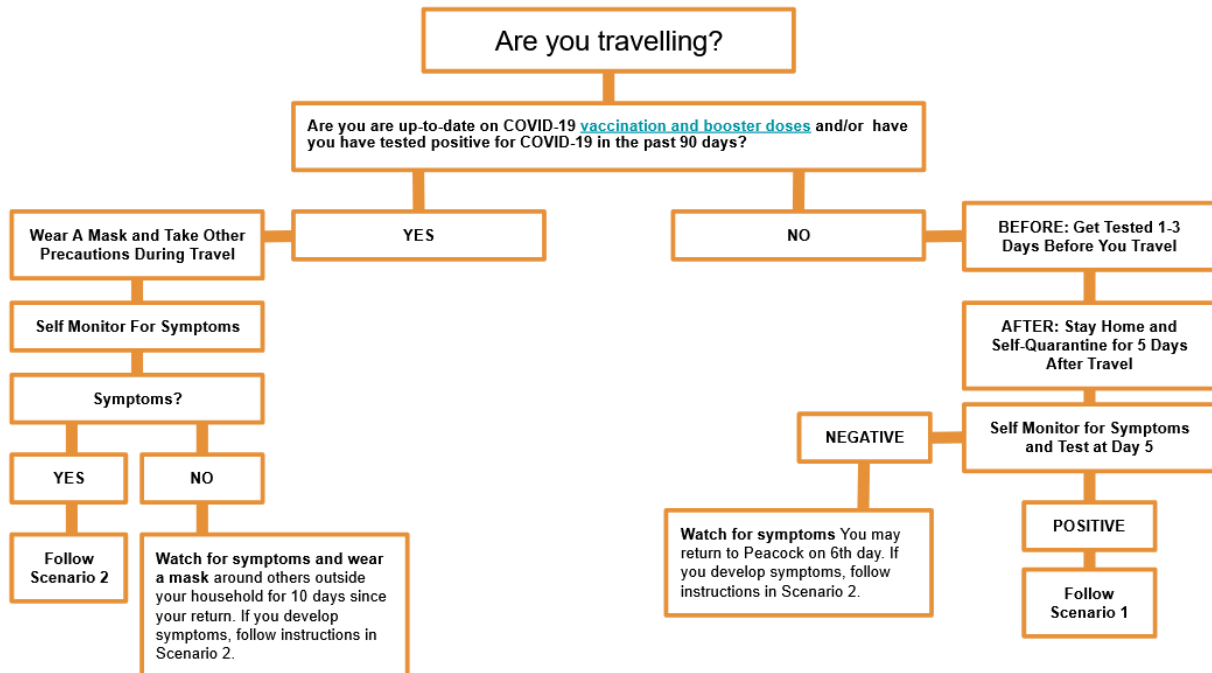 Are you travelling?
Are you are up-to-date on COVID-19 vaccination and booster doses and/or have
you have tested positive for COVID-19 in the past 90 days?
YES
NO
Wear A Mask and Take Other
Precautions During Travel
BEFORE: Get Tested 1-3
Days Before You Travel
Self Monitor For Symptoms
AFTER: Stay Home and
Self-Quarantine for 5 Days
After Travel
Symptoms?
NEGATIVE
Self Monitor for Symptoms
and Test at Day 5
YES
NO
POSITIVE
Follow
Scenario 2
Watch for symptoms and wear
a mask around others outside
your household for 10 days since
your return. If you develop
symptoms, follow instructions in
Scenario 2.
Watch for symptoms You may
return to Peacock on 6th day. If
you develop symptoms, follow
instructions in Scenario 2.
Follow
Scenario 1